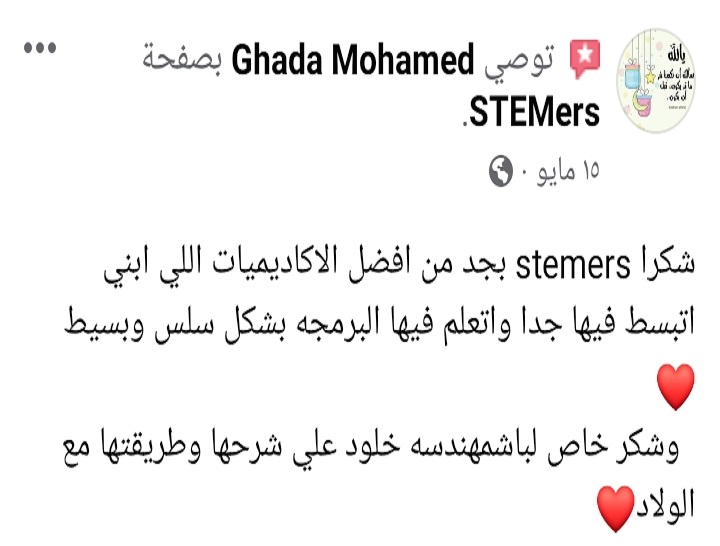 توصي Ghada Mohamed بصفحة
STEMers.
١٥ مايو ·
شكرا stemers بجد من افضل الاكاديميات اللي ابني
اتبسط فيها جدا واتعلم فيها البرمجه بشكل سلس وبسيط
❤️
وشكر خاص لباشمهندسه خلود علي شرحها وطريقتها مع
الولاد❤️